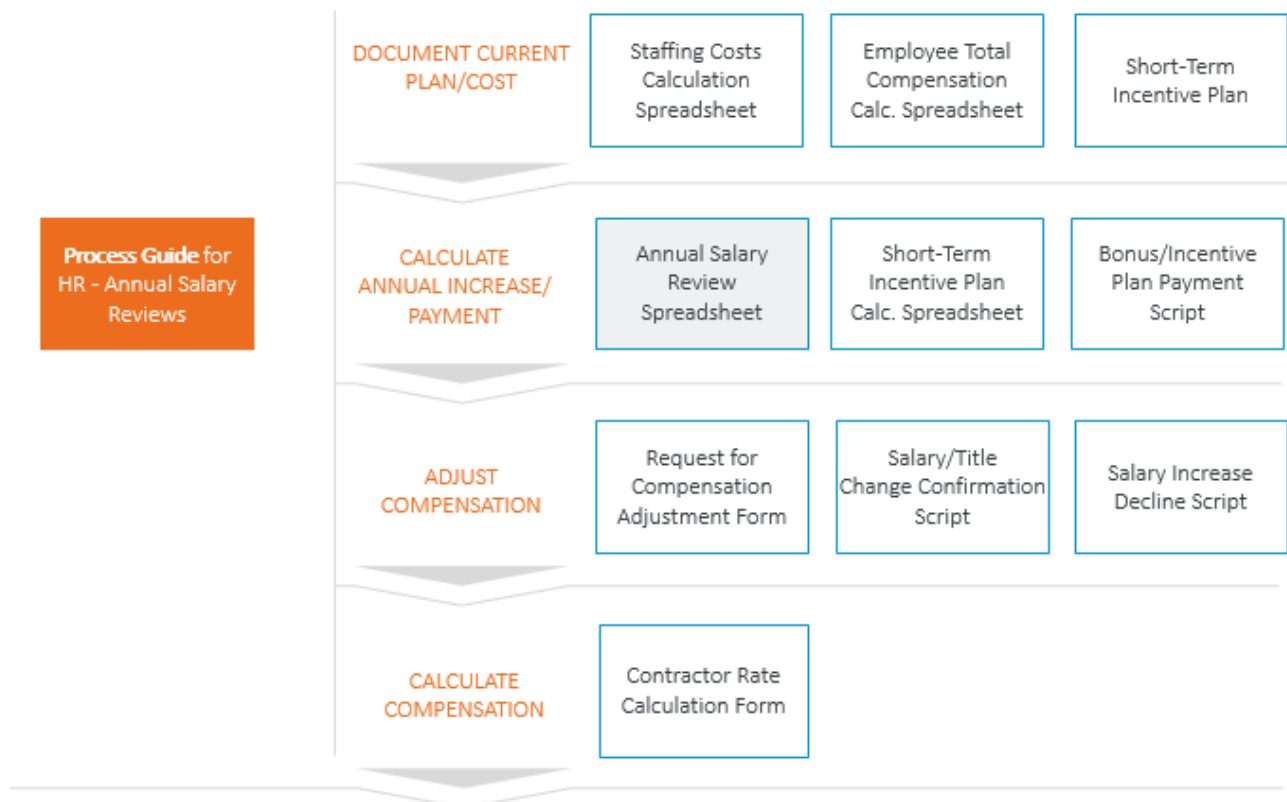 DOCUMENT CURRENT
PLAN/COST
Staffing Costs
Calculation
Spreadsheet
Employee Total
Compensation
Calc. Spreadsheet
Short-Term
Incentive Plan
Process Guide for
HR - Annual Salary
Reviews
CALCULATE
ANNUAL INCREASE/
PAYMENT
Annual Salary
Review
Spreadsheet
Short-Term
Incentive Plan
Calc. Spreadsheet
Bonus/Incentive
Plan Payment
Script
ADJUST
COMPENSATION
Request for
Compensation
Adjustment Form
Salary/Title
Change Confirmation
Script
Salary Increase
Decline Script
CALCULATE
COMPENSATION
Contractor Rate
Calculation Form